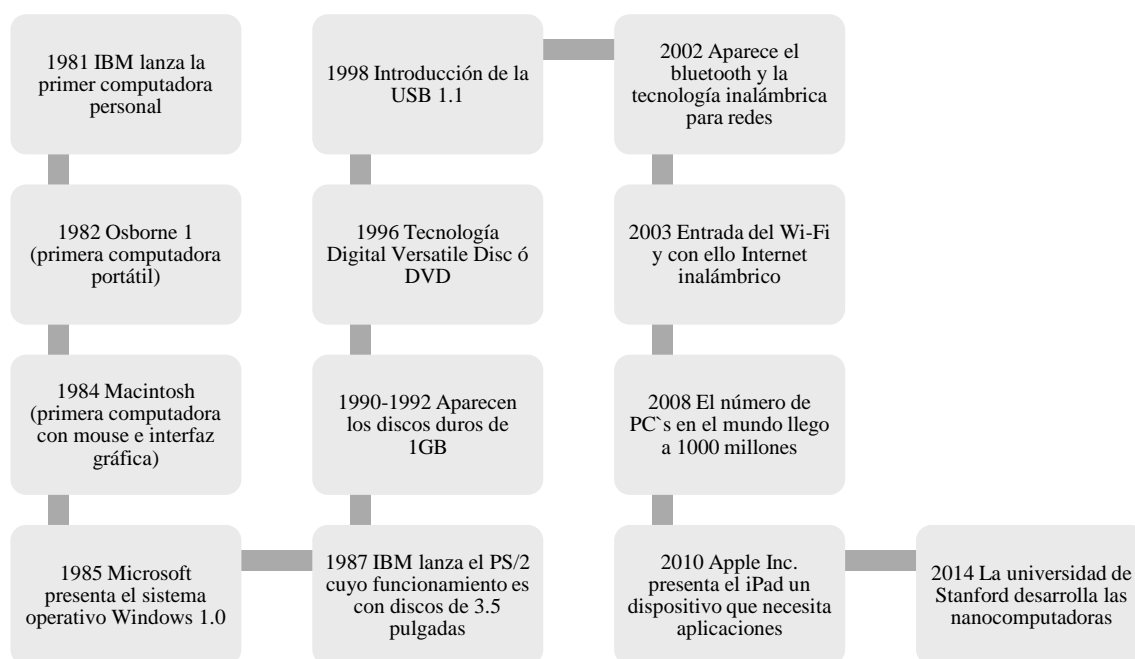 1981 IBM lanza la
primer computadora
personal
1982 Osborne 1
(primera computadora
portátil)
1984 Macintosh
(primera computadora
con mouse e interfaz
gráfica)
1985 Microsoft
presenta el sistema
operativo Windows 1.0
1987 IBM lanza el PS/2
cuyo funcionamiento es
con discos de 3.5
pulgadas
1990-1992 Aparecen
los discos duros de
1GB
1996 Tecnología
Digital Versatile Disc ó
DVD
1998 Introducción de la
USB 1.1
2002 Aparece el
bluetooth y la
tecnología inalámbrica
para redes
2003 Entrada del Wi-Fi
y con ello Internet
inalámbrico
2008 El número de
PC`s en el mundo llego
a 1000 millones
2010 Apple Inc.
presenta el iPad un
dispositivo que necesita
aplicaciones
2014 La universidad de
Stanford desarrolla las
nanocomputadoras